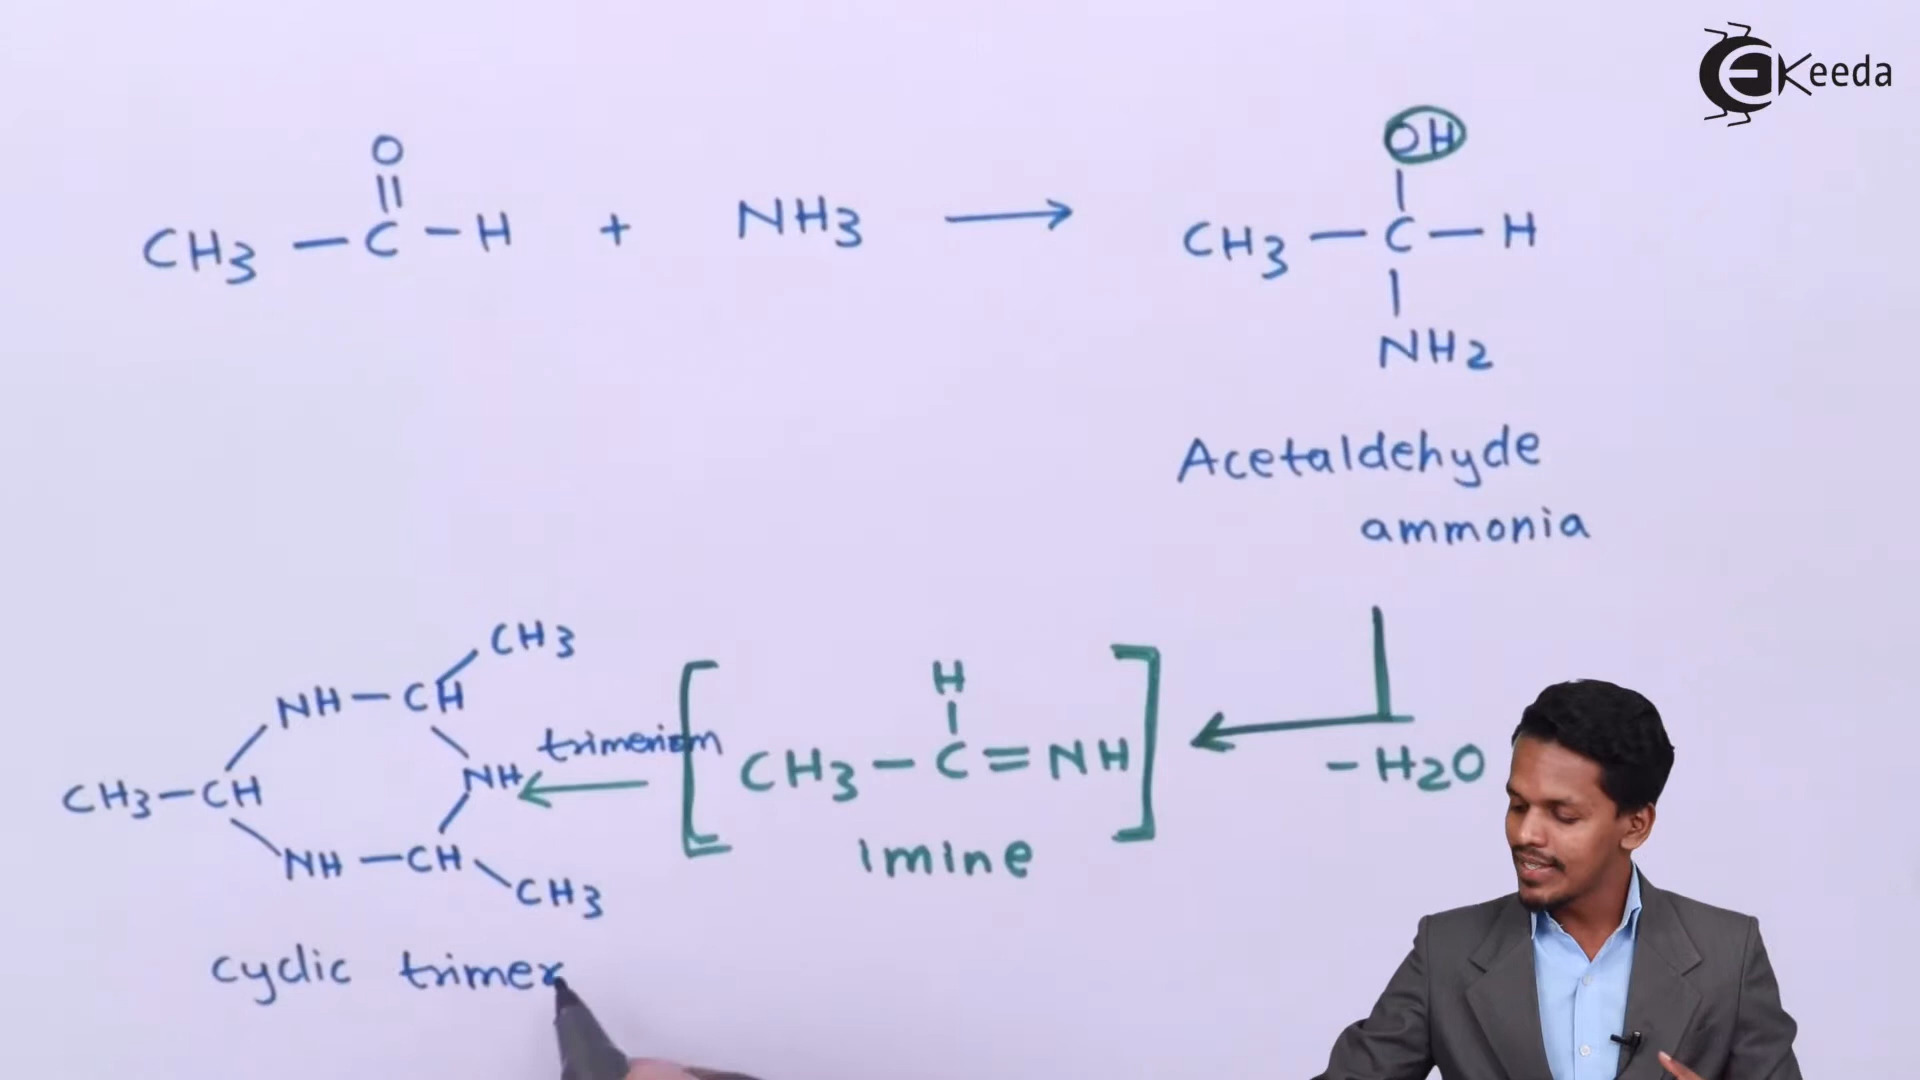 EKeeda
O
||
CH3 — C — H + NH3 ⟶
OH
|
CH3 — C — H
|
NH2
Acetaldehyde
ammonia
- H2O
H
|
CH3 — C = NH
imine
CH3
NH — CH
NH
CH3 — CH
NH — CH
CH3
cyclic trimer